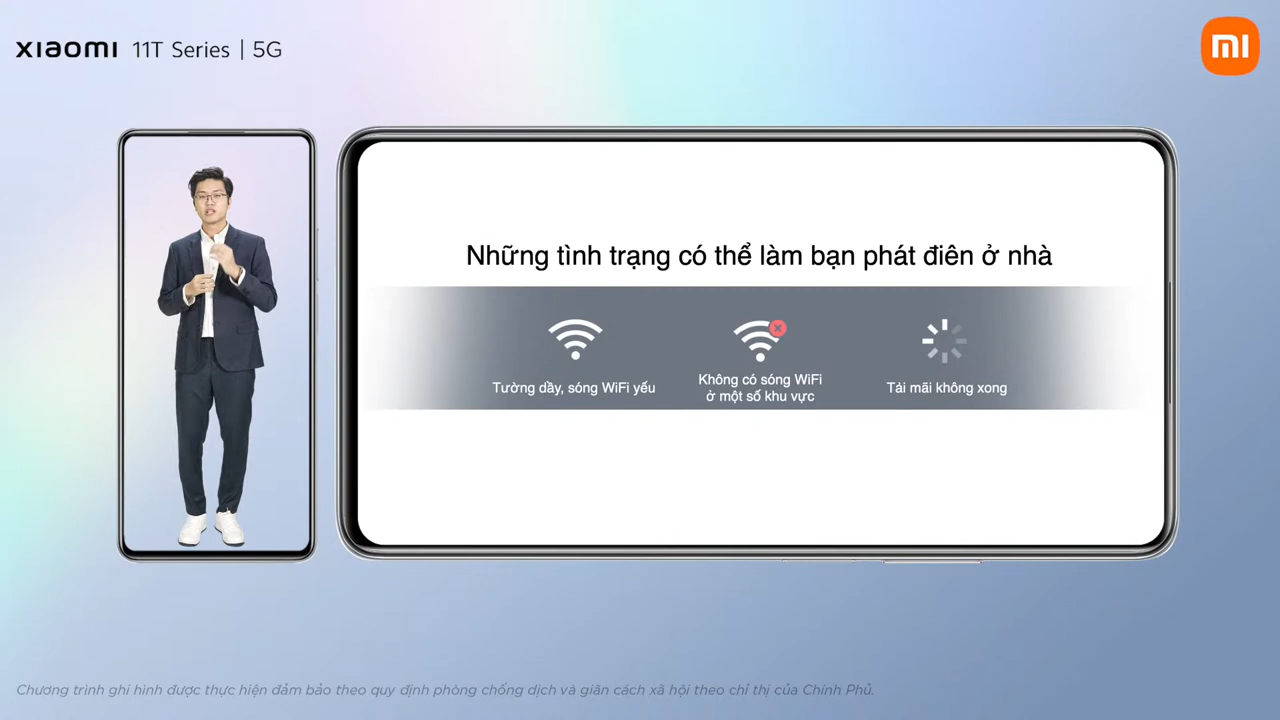 xiaomi 11T Series | 5G
mi
Những tình trạng có thể làm bạn phát điên ở nhà
Tường dầy, sóng WiFi yếu
Không có sóng WiFi
ở một số khu vực
Tải mãi không xong
Chương trình ghi hình được thực hiện đảm bảo theo quy định phòng chống dịch và giãn cách xã hội theo chỉ thị của Chính Phủ.